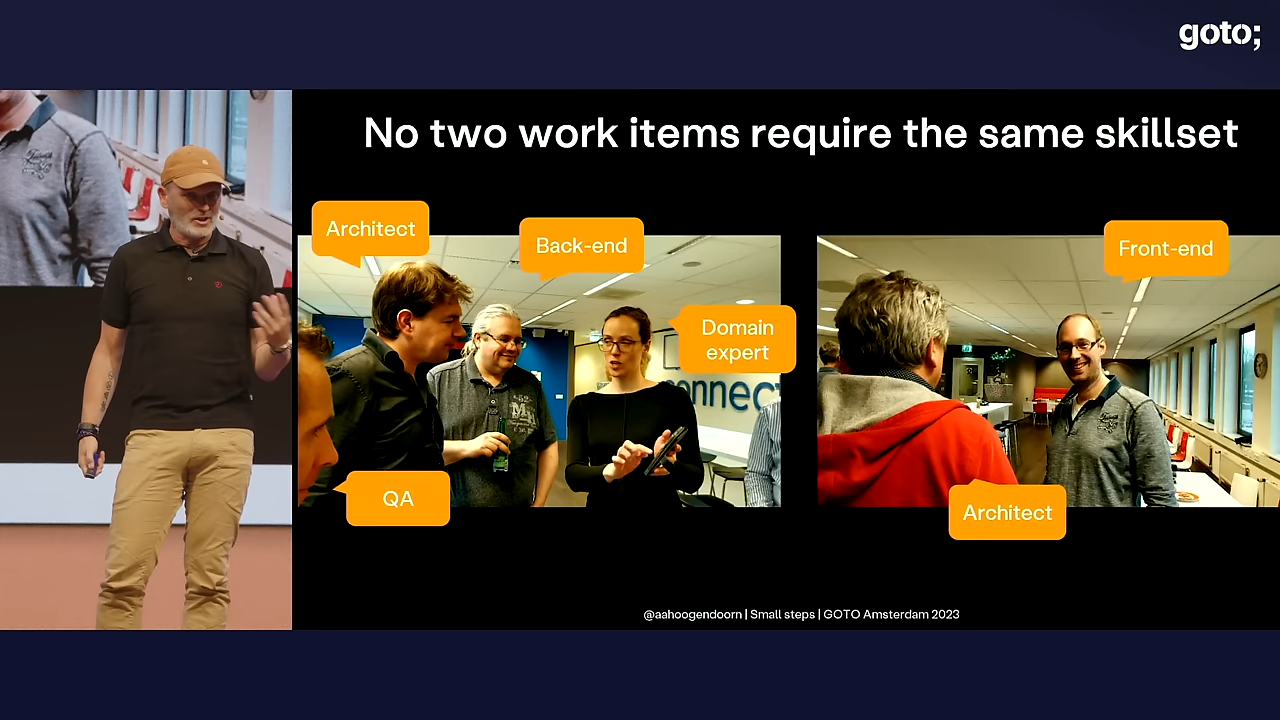 goto;
No two work items require the same skillset
Architect
Back-end
Front-end
Domain
expert
QA
Architect
@aahoogendoorn | Small steps | GOTO Amsterdam 2023